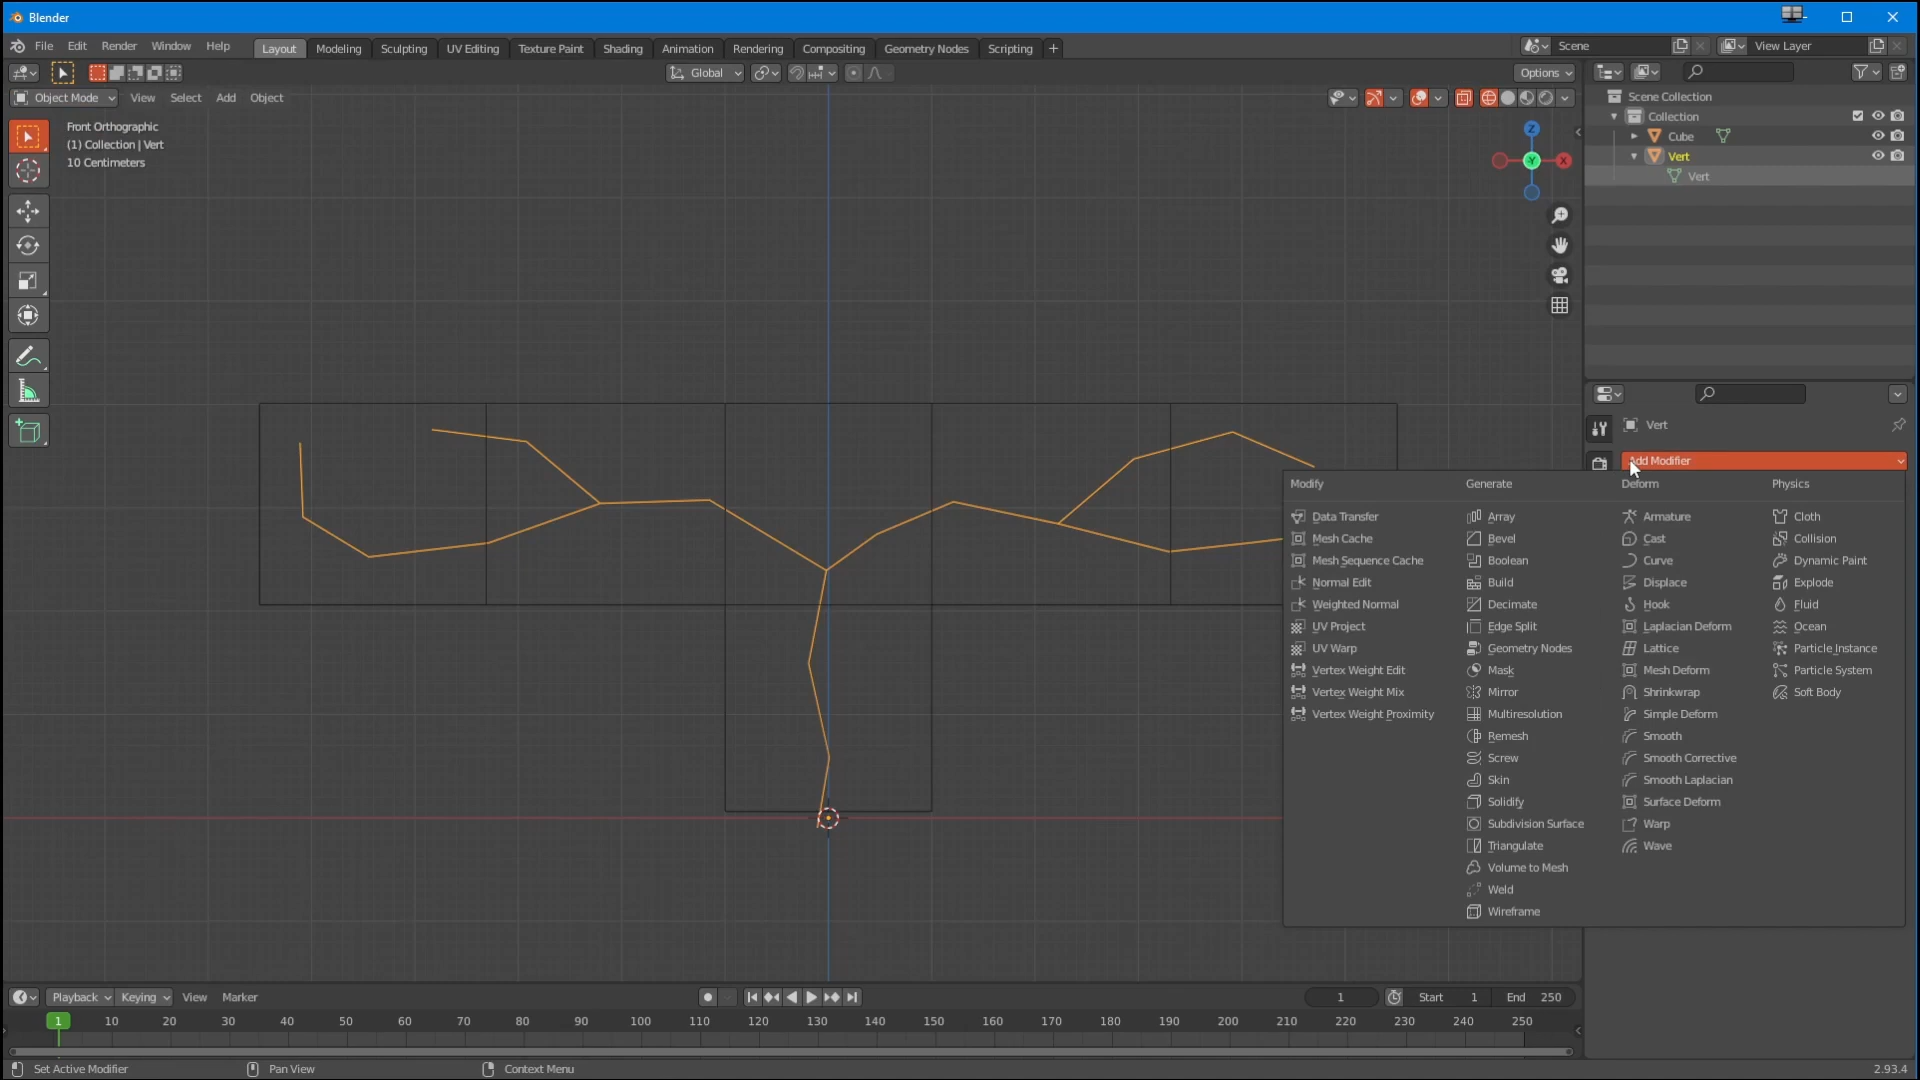 Blender
File Edit Render Window Help Layout Modeling Sculpting UV Editing Texture Paint Shading Animation Rendering Compositing Geometry Nodes Scripting + Scene View Layer
Global Options
Object Mode View Select Add Object
Front Orthographic
(1) Collection | Vert
10 Centimeters
Z
-Y
X
Scene Collection
Collection
Cube
Vert
Vert
Vert
Add Modifier
Modify
Data Transfer
Mesh Cache
Mesh Sequence Cache
Normal Edit
Weighted Normal
UV Project
UV Warp
Vertex Weight Edit
Vertex Weight Mix
Vertex Weight Proximity
Generate
Array
Bevel
Boolean
Build
Decimate
Edge Split
Geometry Nodes
Mask
Mirror
Multiresolution
Remesh
Screw
Skin
Solidify
Subdivision Surface
Triangulate
Volume to Mesh
Weld
Wireframe
Deform
Armature
Cast
Curve
Displace
Hook
Laplacian Deform
Lattice
Mesh Deform
Shrinkwrap
Simple Deform
Smooth
Smooth Corrective
Smooth Laplacian
Surface Deform
Warp
Wave
Physics
Cloth
Collision
Dynamic Paint
Explode
Fluid
Ocean
Particle Instance
Particle System
Soft Body
Playback Keying View Marker 1 Start 1 End 250
1 10 20 30 40 50 60 70 80 90 100 110 120 130 140 150 160 170 180 190 200 210 220 230 240 250
Set Active Modifier Pan View Context Menu 2.93.4